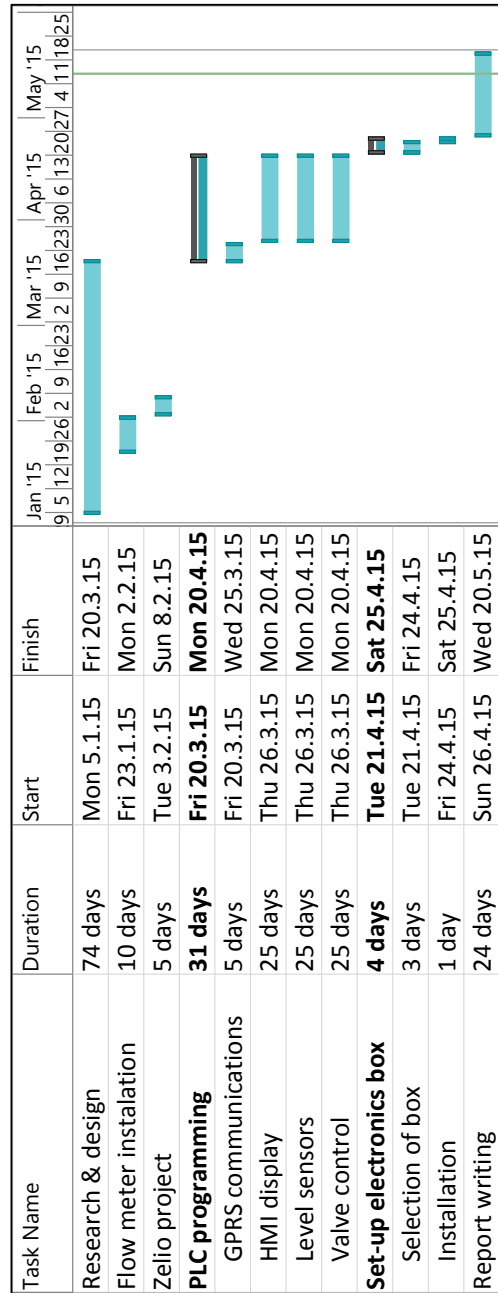 Jan '15 Feb '15 Mar '15 Apr '15 May '15
Task Name Duration Start Finish 9 5 12 19 26 2 9 16 23 2 9 16 23 30 6 13 20 27 4 11 18 25
Research & design 74 days Mon 5.1.15 Fri 20.3.15
Flow meter instalation 10 days Fri 23.1.15 Mon 2.2.15
Zelio project 5 days Tue 3.2.15 Sun 8.2.15
PLC programming 31 days Fri 20.3.15 Mon 20.4.15
GPRS communications 5 days Fri 20.3.15 Wed 25.3.15
HMI display 25 days Thu 26.3.15 Mon 20.4.15
Level sensors 25 days Thu 26.3.15 Mon 20.4.15
Valve control 25 days Thu 26.3.15 Mon 20.4.15
Set-up electronics box 4 days Tue 21.4.15 Sat 25.4.15
Selection of box 3 days Tue 21.4.15 Fri 24.4.15
Installation 1 day Fri 24.4.15 Sat 25.4.15
Report writing 24 days Sun 26.4.15 Wed 20.5.15